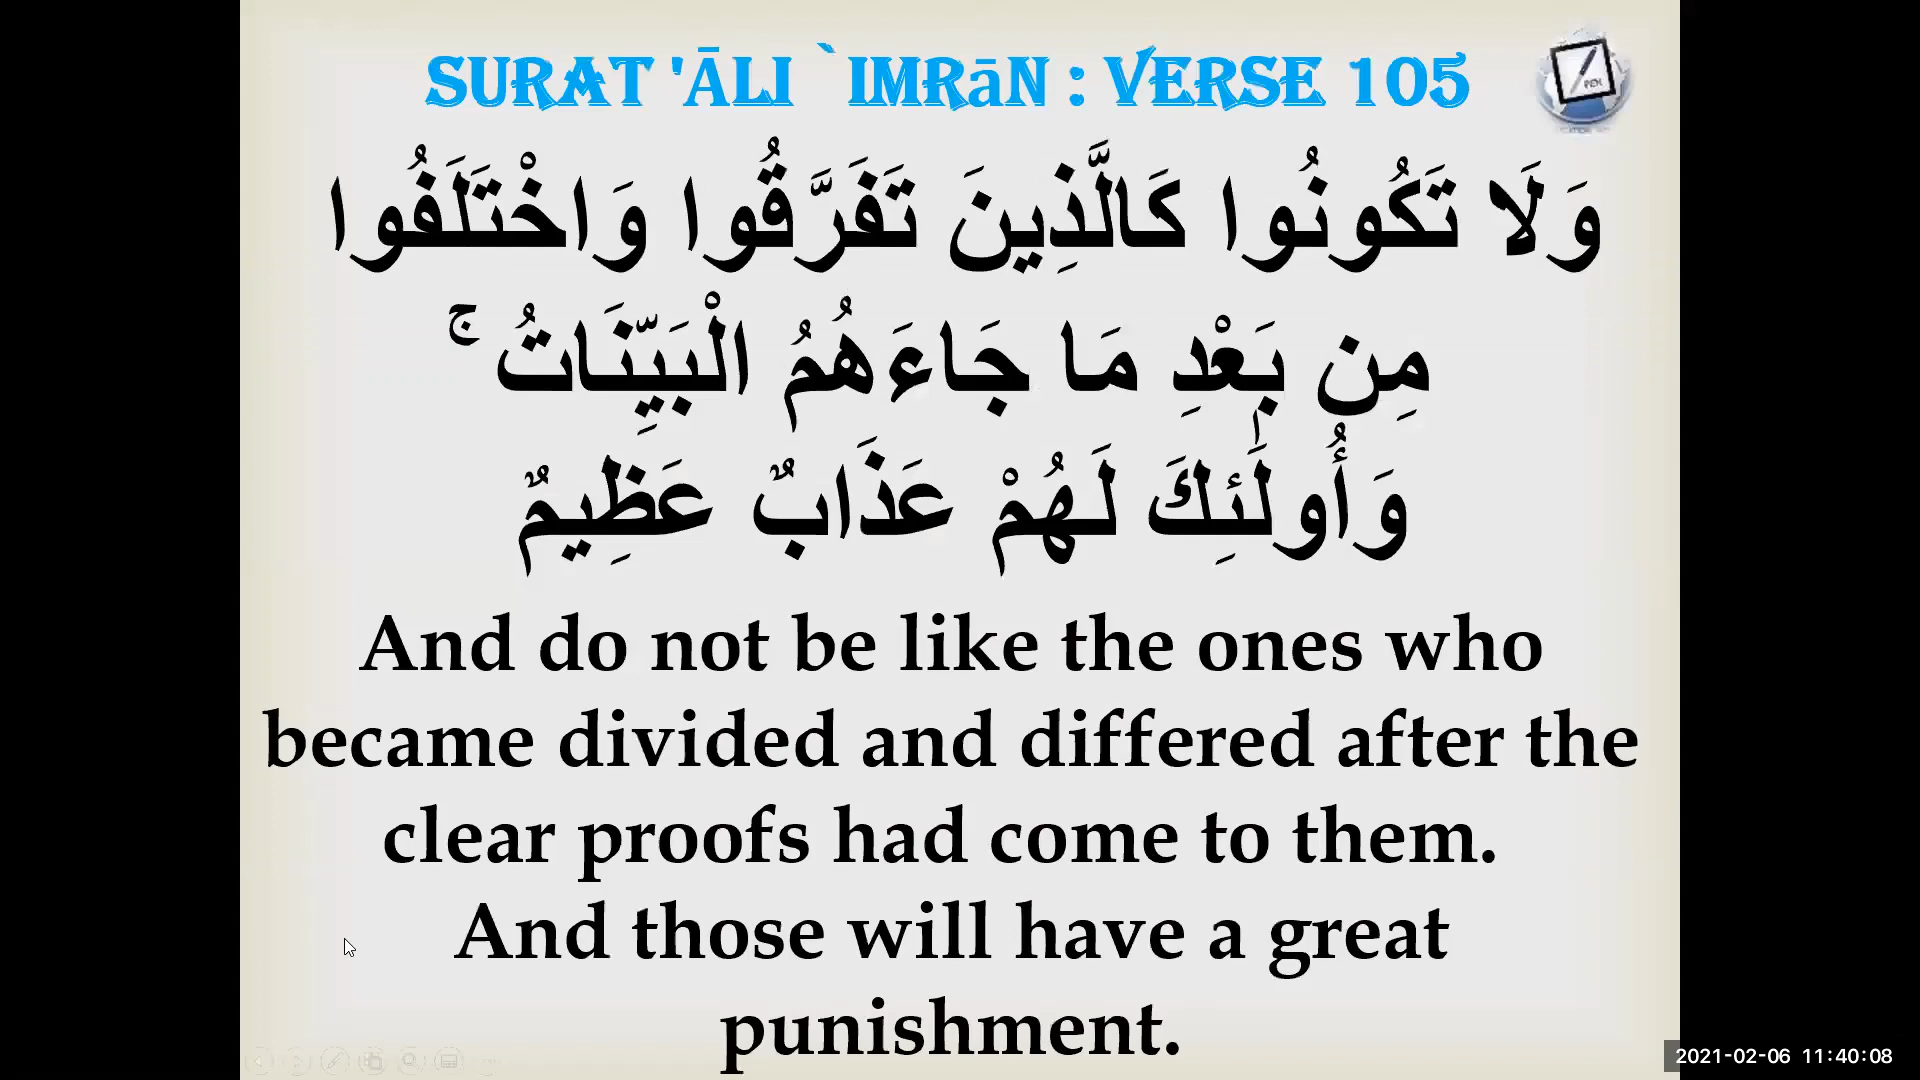 SURAT 'ĀLI `IMRāN : VERSE 105
وَلَا تَكُونُوا كَالَّذِينَ تَفَرَّقُوا وَاخْتَلَفُوا
مِن بَعْدِ مَا جَاءَهُمُ الْبَيِّنَاتُ ۚ
وَأُولَٰئِكَ لَهُمْ عَذَابٌ عَظِيمٌ
And do not be like the ones who
became divided and differed after the
clear proofs had come to them.
And those will have a great
punishment.
2021-02-06 11:40:08